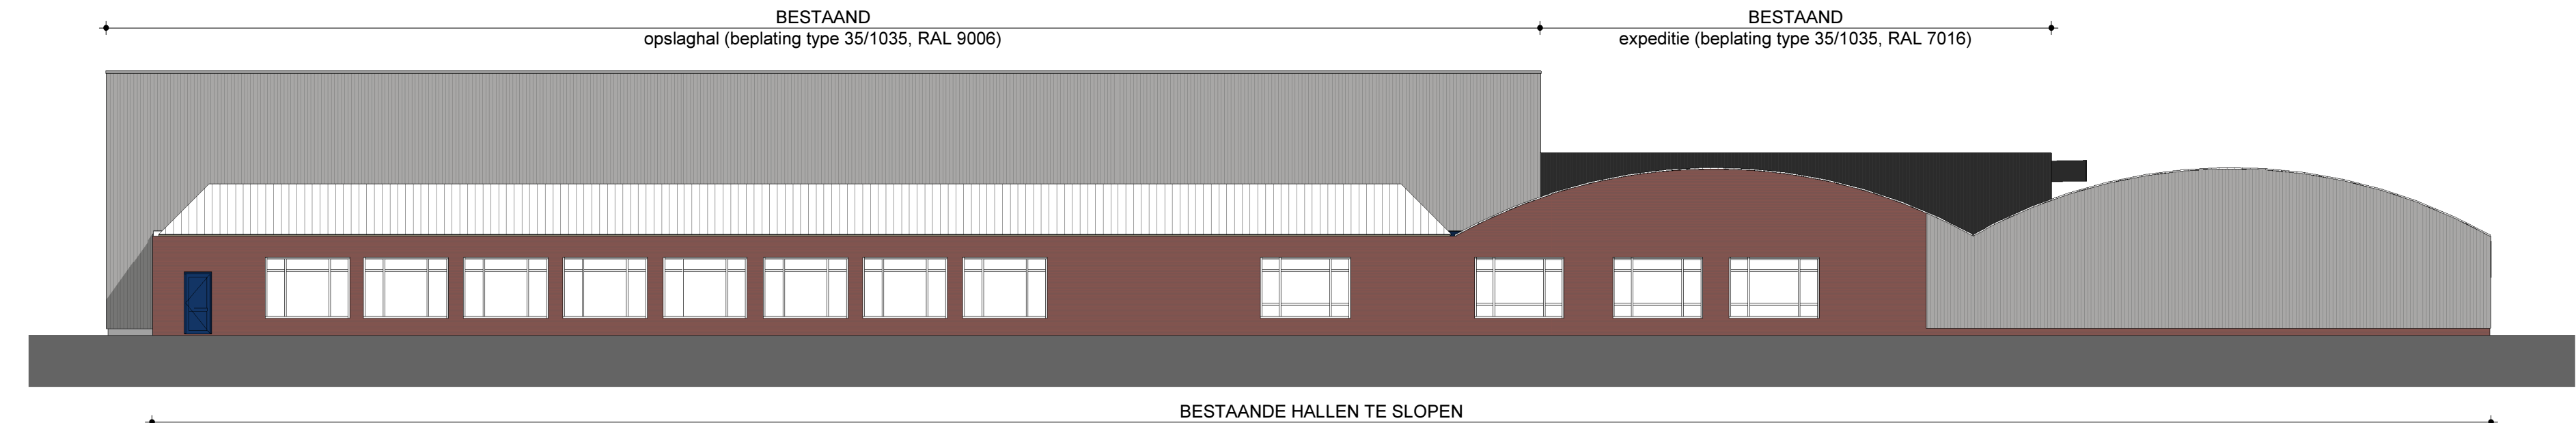 BESTAAND
opslaghal (beplating type 35/1035, RAL 9006)
BESTAAND
expeditie (beplating type 35/1035, RAL 7016)
BESTAANDE HALLEN TE SLOPEN